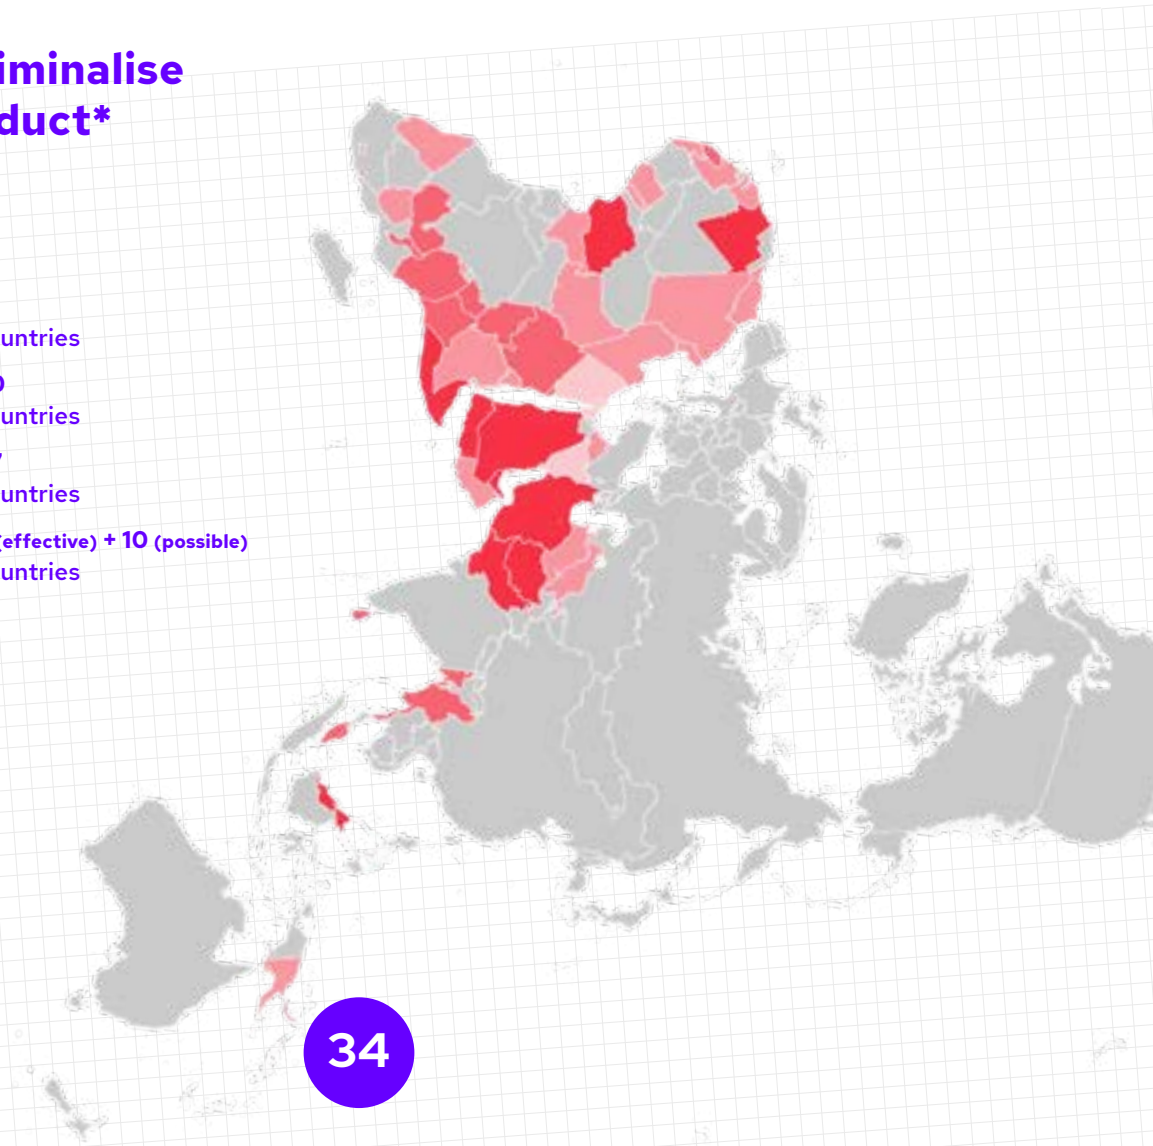 iminalise
duct*
untries
untries
untries
(effective) + 10 (possible)
untries
34